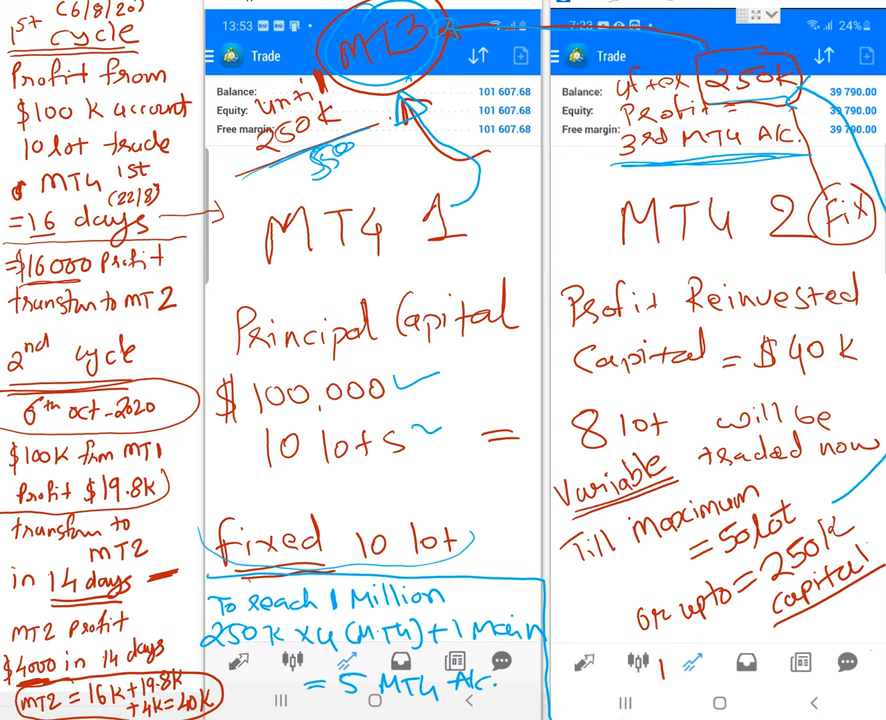 1st (6/8/20)
cycle
Profit from
$100 K account
10 lot trade
MT4 1st
(22/8)
=16 days
=$16000 Profit
transfer to MT2
2nd cycle
6th oct-2020
$100K from MT1
Profit $19.8K
transfer to
MT2
in 14 days
MT2 Profit
$4000 in 14 days
MT2 = 16K+19.8K
+4K=40K
13:53
MT3
Trade
Balance: 101 607.68
Equity: 101 607.68
Free margin: 101 607.68
until
250K
MT4 1
Principal Capital
$100,000
10 lots =
fixed 10 lot
To reach 1 Million
250K x 4 (MT4) + 1 Main
= 5 MT4 A/c.
7:23 24%
Trade
Balance: 39 790.00
Equity: 39 790.00
Free margin: 39 790.00
after 250K
Profit =
3rd MT4 A/c.
MT4 2 Fix
Profit Reinvested
Capital = $40K
8 lot will be
Variable traded now
Till maximum
= 50 lot
or upto = 250K
capital